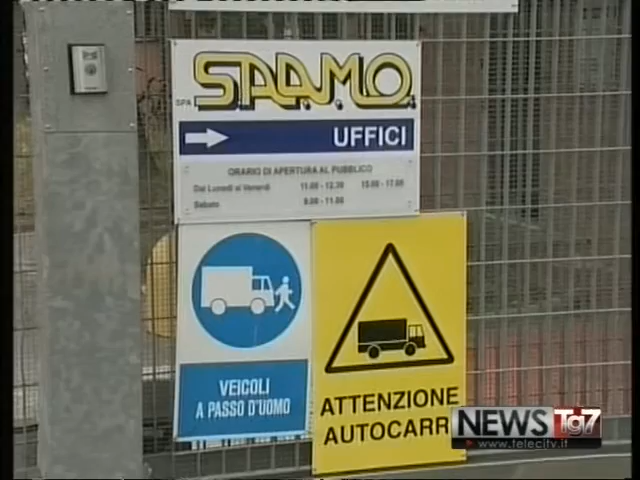 SPA S.T.A.A.M.O.
UFFICI
ORARIO DI APERTURA AL PUBBLICO
Dal Lunedì al Venerdì 11.00 - 12.30 15.00 - 17.00
Sabato 9.00 - 11.00
VEICOLI
A PASSO D'UOMO
ATTENZIONE
AUTOCARR
NEWS Tg7
www.telecity.it